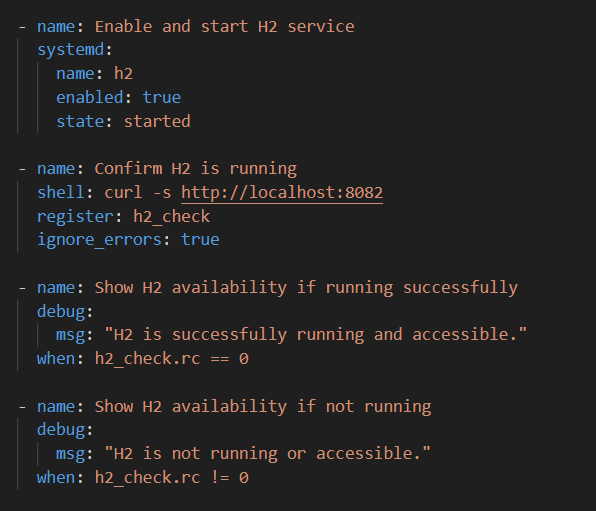 - name: Enable and start H2 service
  systemd:
    name: h2
    enabled: true
    state: started
- name: Confirm H2 is running
  shell: curl -s http://localhost:8082
  register: h2_check
  ignore_errors: true
- name: Show H2 availability if running successfully
  debug:
    msg: "H2 is successfully running and accessible."
  when: h2_check.rc == 0
- name: Show H2 availability if not running
  debug:
    msg: "H2 is not running or accessible."
  when: h2_check.rc != 0